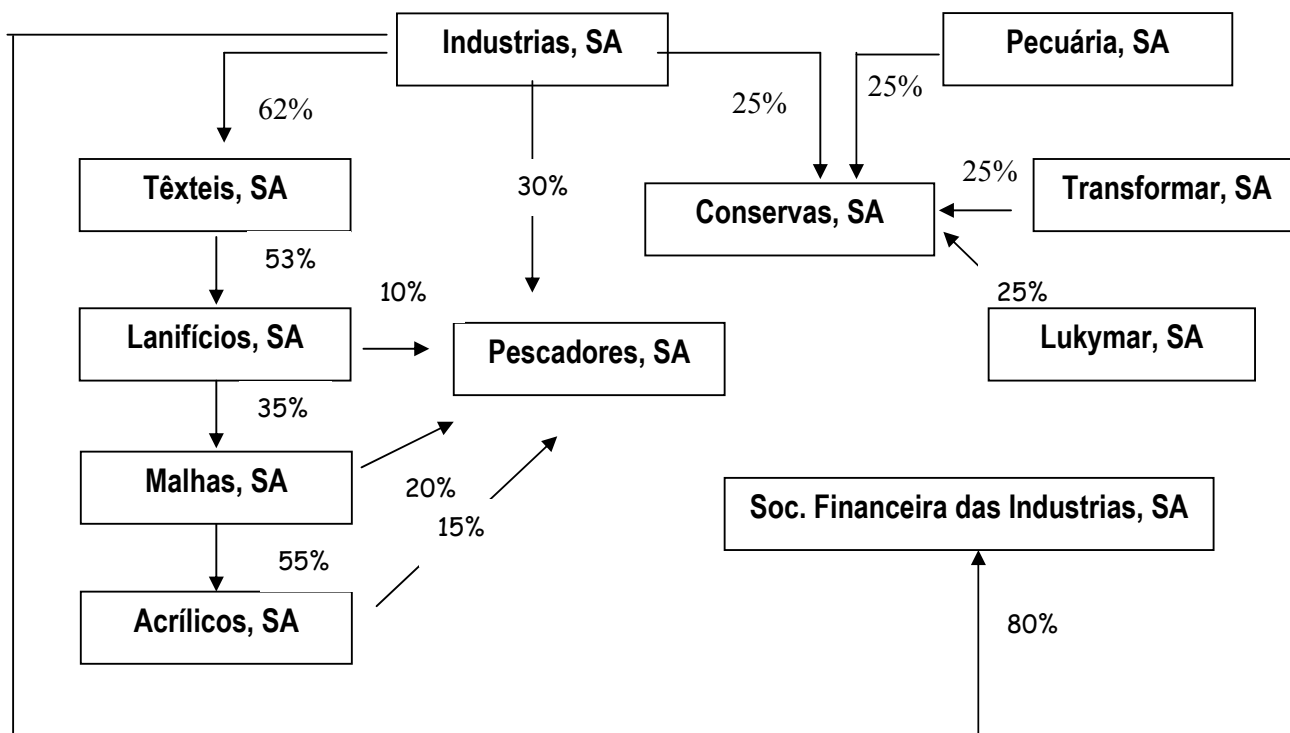 Industrias, SA
Pecuária, SA
62%
25%
25%
Têxteis, SA
30%
Conservas, SA
25%
Transformar, SA
53%
10%
25%
Lanifícios, SA
Pescadores, SA
Lukymar, SA
35%
Malhas, SA
20%
15%
Soc. Financeira das Industrias, SA
55%
Acrílicos, SA
80%